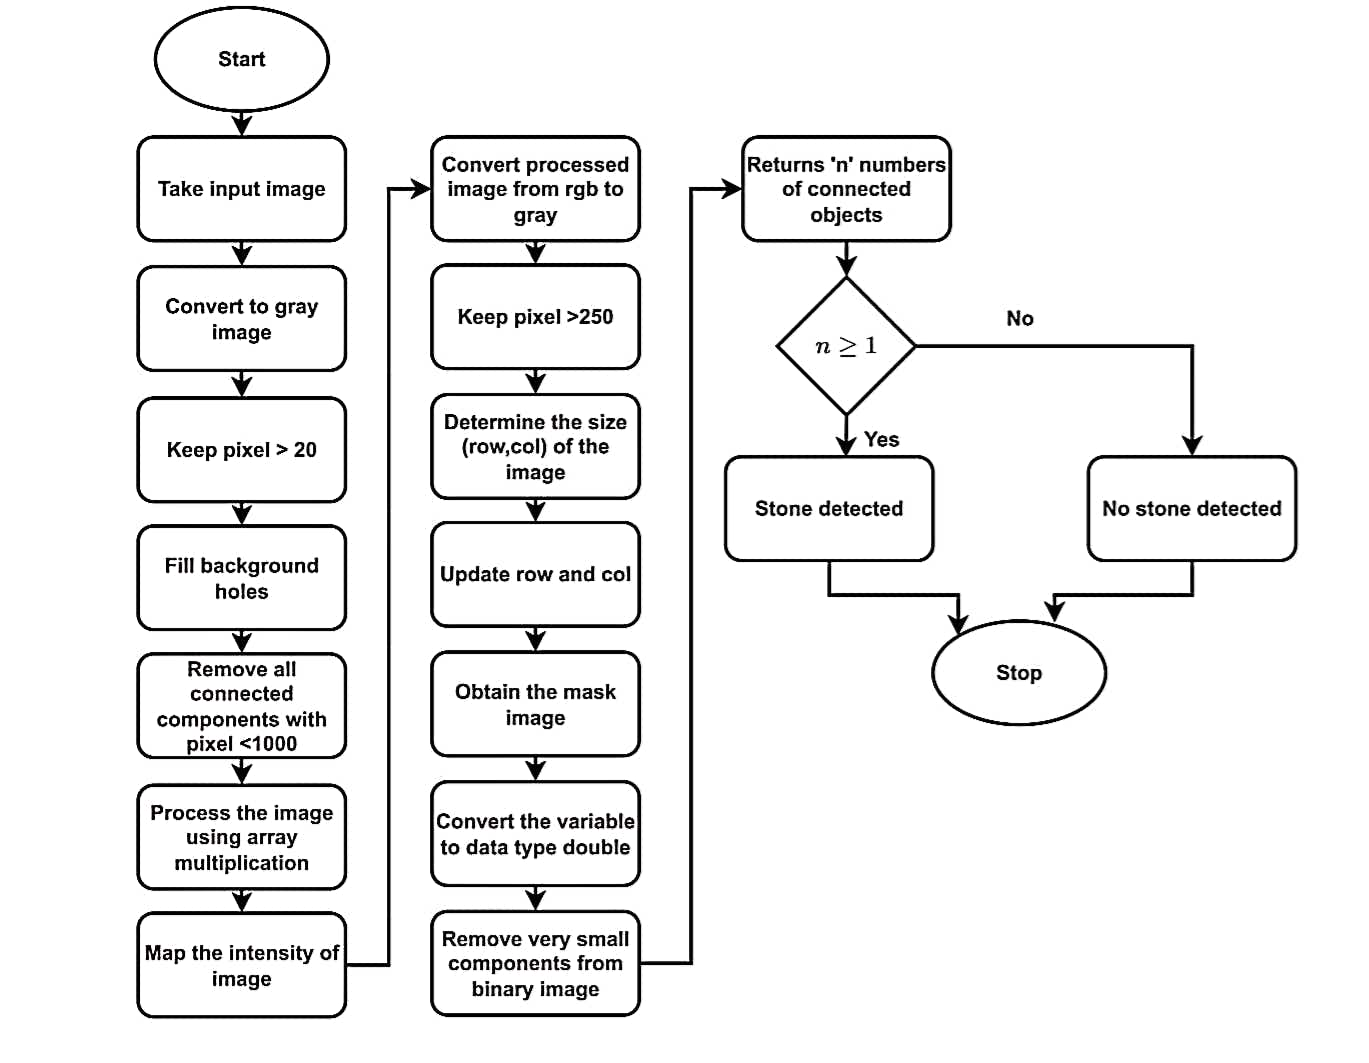 Start
Take input image
Convert to gray
image
Keep pixel > 20
Fill background
holes
Remove all
connected
components with
pixel <1000
Process the image
using array
multiplication
Map the intensity of
image
Convert processed
image from rgb to
gray
Keep pixel >250
Determine the size
(row,col) of the
image
Update row and col
Obtain the mask
image
Convert the variable
to data type double
Remove very small
components from
binary image
Returns 'n' numbers
of connected
objects
n ≥ 1
No
Yes
Stone detected
No stone detected
Stop